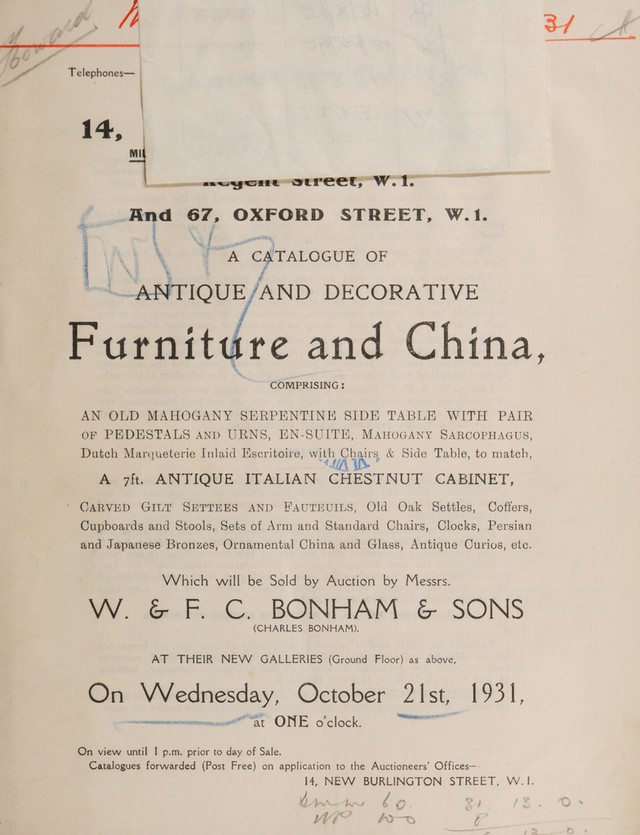 Howard
31
Telephones—
14,
Regent Street, W.1.
And 67, OXFORD STREET, W.1.
A CATALOGUE OF
ANTIQUE AND DECORATIVE
Furniture and China,
COMPRISING:
AN OLD MAHOGANY SERPENTINE SIDE TABLE WITH PAIR
OF PEDESTALS AND URNS, EN-SUITE, MAHOGANY SARCOPHAGUS,
Dutch Marqueterie Inlaid Escritoire, with Chairs & Side Table, to match,
A 7ft. ANTIQUE ITALIAN CHESTNUT CABINET,
CARVED GILT SETTEES AND FAUTEUILS, Old Oak Settles, Coffers,
Cupboards and Stools, Sets of Arm and Standard Chairs, Clocks, Persian
and Japanese Bronzes, Ornamental China and Glass, Antique Curios, etc.
Which will be Sold by Auction by Messrs.
W. & F. C. BONHAM & SONS
(CHARLES BONHAM).
AT THEIR NEW GALLERIES (Ground Floor) as above,
On Wednesday, October 21st, 1931,
at ONE o'clock.
On view until 1 p.m. prior to day of Sale.
Catalogues forwarded (Post Free) on application to the Auctioneers' Offices—
14, NEW BURLINGTON STREET, W.1.
60 31. 13. 0.
100 8